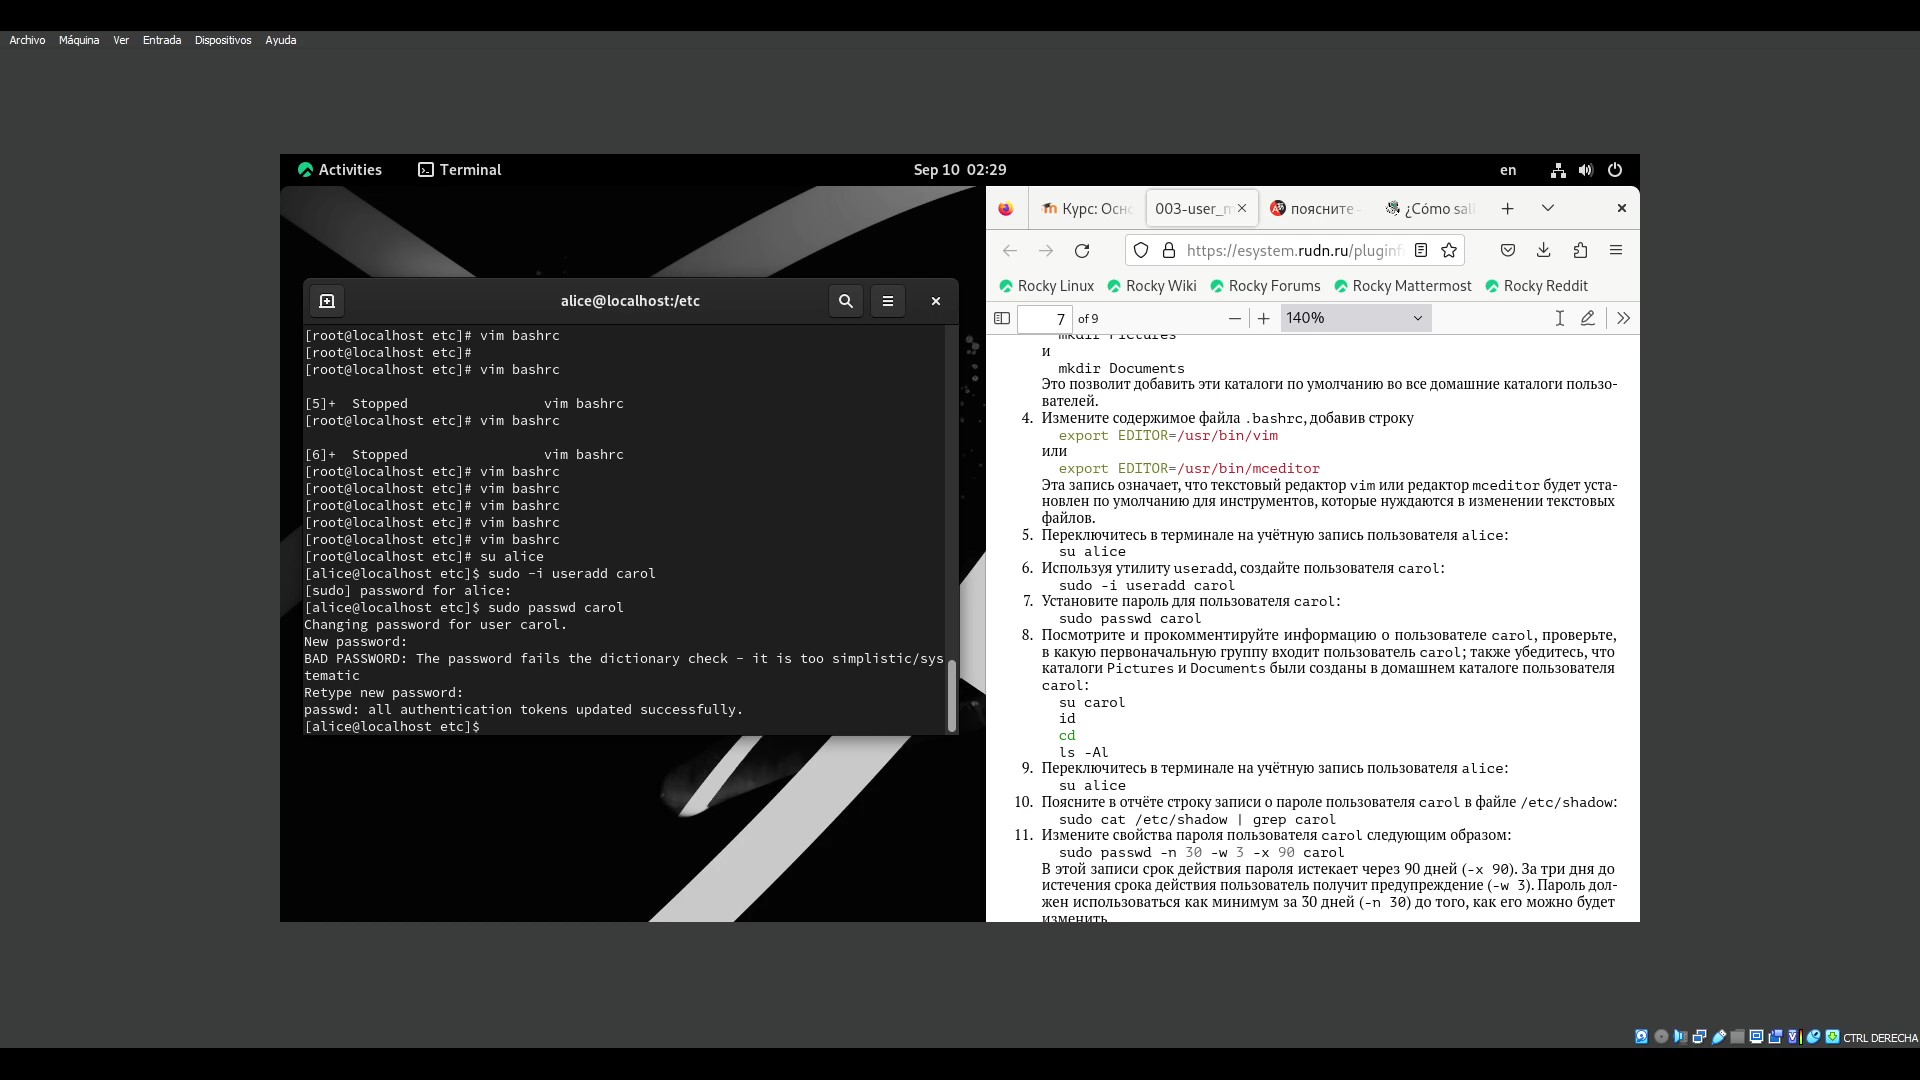 Archivo Máquina Ver Entrada Dispositivos Ayuda
Activities Terminal Sep 10 02:29 en
alice@localhost:/etc
[root@localhost etc]# vim bashrc
[root@localhost etc]#
[root@localhost etc]# vim bashrc
[5]+ Stopped vim bashrc
[root@localhost etc]# vim bashrc
[6]+ Stopped vim bashrc
[root@localhost etc]# vim bashrc
[root@localhost etc]# vim bashrc
[root@localhost etc]# vim bashrc
[root@localhost etc]# vim bashrc
[root@localhost etc]# vim bashrc
[root@localhost etc]# su alice
[alice@localhost etc]$ sudo -i useradd carol
[sudo] password for alice:
[alice@localhost etc]$ sudo passwd carol
Changing password for user carol.
New password:
BAD PASSWORD: The password fails the dictionary check - it is too simplistic/sys
tematic
Retype new password:
passwd: all authentication tokens updated successfully.
[alice@localhost etc]$
Курс: Осно 003-user_m поясните - ¿Cómo sali
https://esystem.rudn.ru/pluginf
Rocky Linux Rocky Wiki Rocky Forums Rocky Mattermost Rocky Reddit
7 of 9 140%
mkdir Pictures
и
mkdir Documents
Это позволит добавить эти каталоги по умолчанию во все домашние каталоги пользо-
вателей.
4. Измените содержимое файла .bashrc, добавив строку
export EDITOR=/usr/bin/vim
или
export EDITOR=/usr/bin/mceditor
Эта запись означает, что текстовый редактор vim или редактор mceditor будет уста-
новлен по умолчанию для инструментов, которые нуждаются в изменении текстовых
файлов.
5. Переключитесь в терминале на учётную запись пользователя alice:
su alice
6. Используя утилиту useradd, создайте пользователя carol:
sudo -i useradd carol
7. Установите пароль для пользователя carol:
sudo passwd carol
8. Посмотрите и прокомментируйте информацию о пользователе carol, проверьте,
в какую первоначальную группу входит пользователь carol; также убедитесь, что
каталоги Pictures и Documents были созданы в домашнем каталоге пользователя
carol:
su carol
id
cd
ls -Al
9. Переключитесь в терминале на учётную запись пользователя alice:
su alice
10. Поясните в отчёте строку записи о пароле пользователя carol в файле /etc/shadow:
sudo cat /etc/shadow | grep carol
11. Измените свойства пароля пользователя carol следующим образом:
sudo passwd -n 30 -w 3 -x 90 carol
В этой записи срок действия пароля истекает через 90 дней (-x 90). За три дня до
истечения срока действия пользователь получит предупреждение (-w 3). Пароль дол-
жен использоваться как минимум за 30 дней (-n 30) до того, как его можно будет
изменить.
CTRL DERECHA